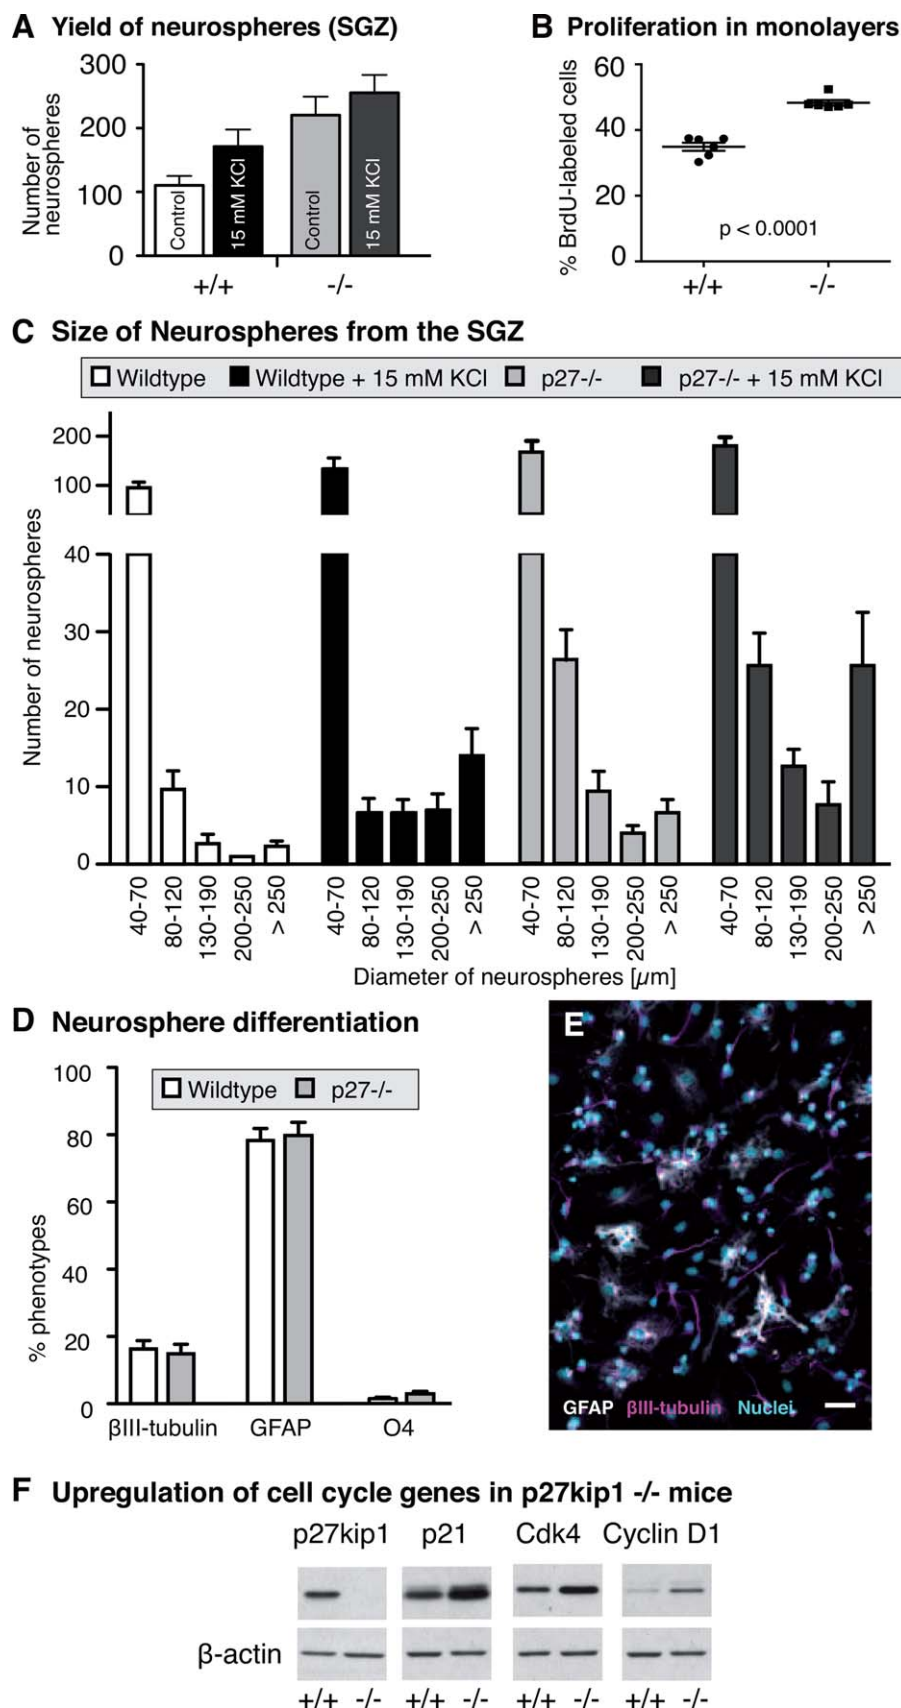 A Yield of neurospheres (SGZ)
Number of
neurospheres
300
200
100
0
Control
15 mM KCl
Control
15 mM KCl
+/+
-/-
B Proliferation in monolayers
% BrdU-labeled cells
60
40
20
0
p < 0.0001
+/+
-/-
C Size of Neurospheres from the SGZ
Wildtype
Wildtype + 15 mM KCl
p27-/-
p27-/- + 15 mM KCl
Number of neurospheres
200
100
40
30
20
10
0
40-70
80-120
130-190
200-250
> 250
40-70
80-120
130-190
200-250
> 250
40-70
80-120
130-190
200-250
> 250
40-70
80-120
130-190
200-250
> 250
Diameter of neurospheres [µm]
D Neurosphere differentiation
% phenotypes
100
80
60
40
20
0
Wildtype
p27-/-
βIII-tubulin
GFAP
O4
E
GFAP βIII-tubulin Nuclei
F Upregulation of cell cycle genes in p27kip1 -/- mice
p27kip1
p21
Cdk4
Cyclin D1
β-actin
+/+ -/-
+/+ -/-
+/+ -/-
+/+ -/-